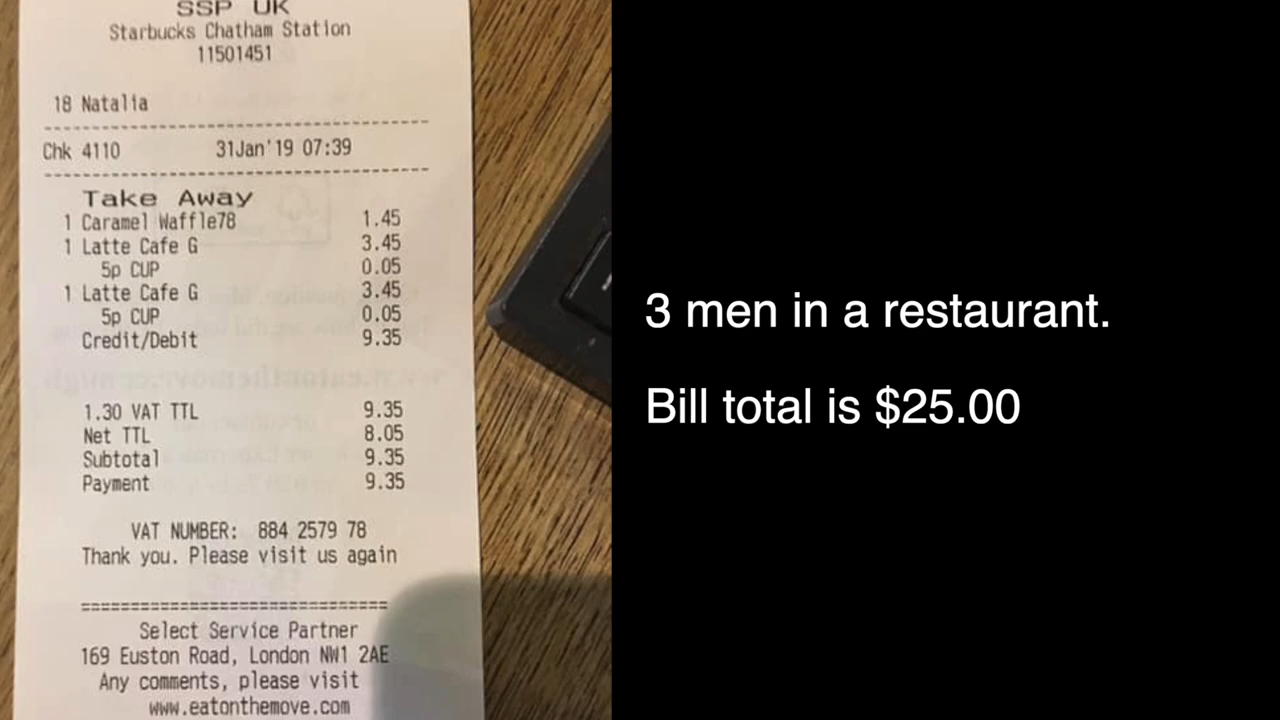 SSP UK
Starbucks Chatham Station
11501451
18 Natalia
Chk 4110 31Jan'19 07:39
Take Away
1 Caramel Waffle78 1.45
1 Latte Cafe G 3.45
5p CUP 0.05
1 Latte Cafe G 3.45
5p CUP 0.05
Credit/Debit 9.35
1.30 VAT TTL 9.35
Net TTL 8.05
Subtotal 9.35
Payment 9.35
VAT NUMBER: 884 2579 78
Thank you. Please visit us again
==============================
Select Service Partner
169 Euston Road, London NW1 2AE
Any comments, please visit
www.eatonthemove.com
3 men in a restaurant.
Bill total is $25.00